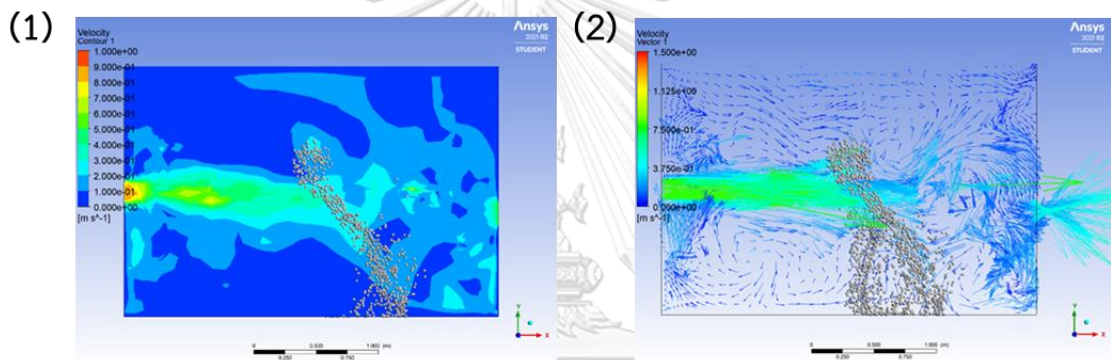 (1)
Velocity
Contour 1
1.000e+00
9.000e-01
8.000e-01
7.000e-01
6.000e-01
5.000e-01
4.000e-01
3.000e-01
2.000e-01
1.000e-01
0.000e+00
[m s^-1]
Ansys
2021 R2
STUDENT
Y
X
0 0.500 1.000 (m)
0.250 0.750
(2)
Velocity
Vector 1
1.500e+00
1.125e+00
7.500e-01
0.000e+00
[m s^-1]
Ansys
2021 R2
STUDENT
Y
X
0 0.500 1.000 (m)
0.250 0.750